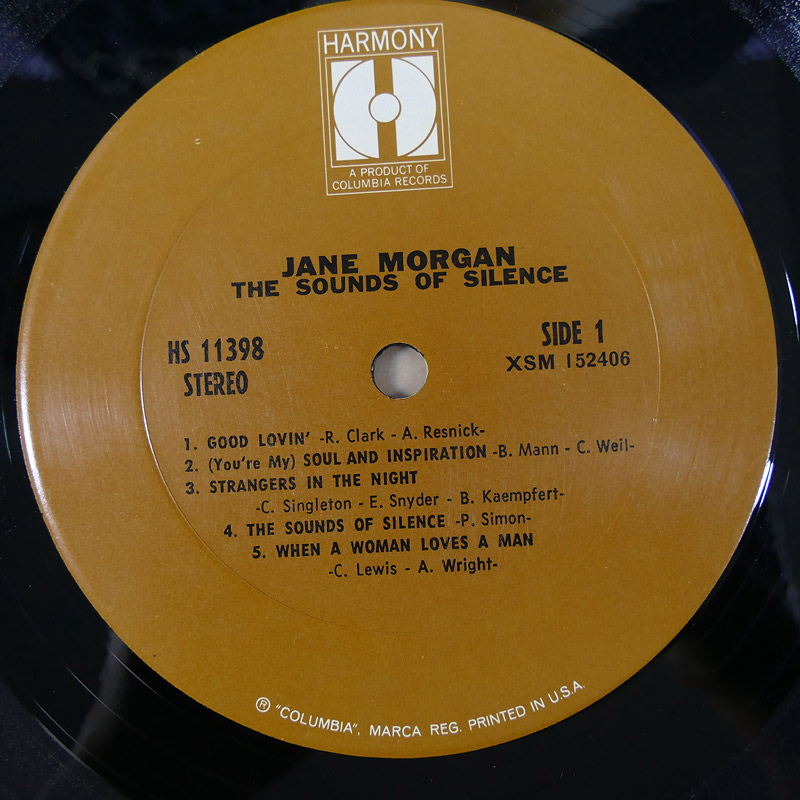 HARMONY
H
A PRODUCT OF
COLUMBIA RECORDS
JANE MORGAN
THE SOUNDS OF SILENCE
HS 11398
STEREO
SIDE 1
XSM 152406
1. GOOD LOVIN' -R. Clark - A. Resnick-
2. (You're My) SOUL AND INSPIRATION -B. Mann - C. Weil-
3. STRANGERS IN THE NIGHT
-C. Singleton - E. Snyder - B. Kaempfert-
4. THE SOUNDS OF SILENCE -P. Simon-
5. WHEN A WOMAN LOVES A MAN
-C. Lewis - A. Wright-
® "COLUMBIA", MARCA REG. PRINTED IN U.S.A.